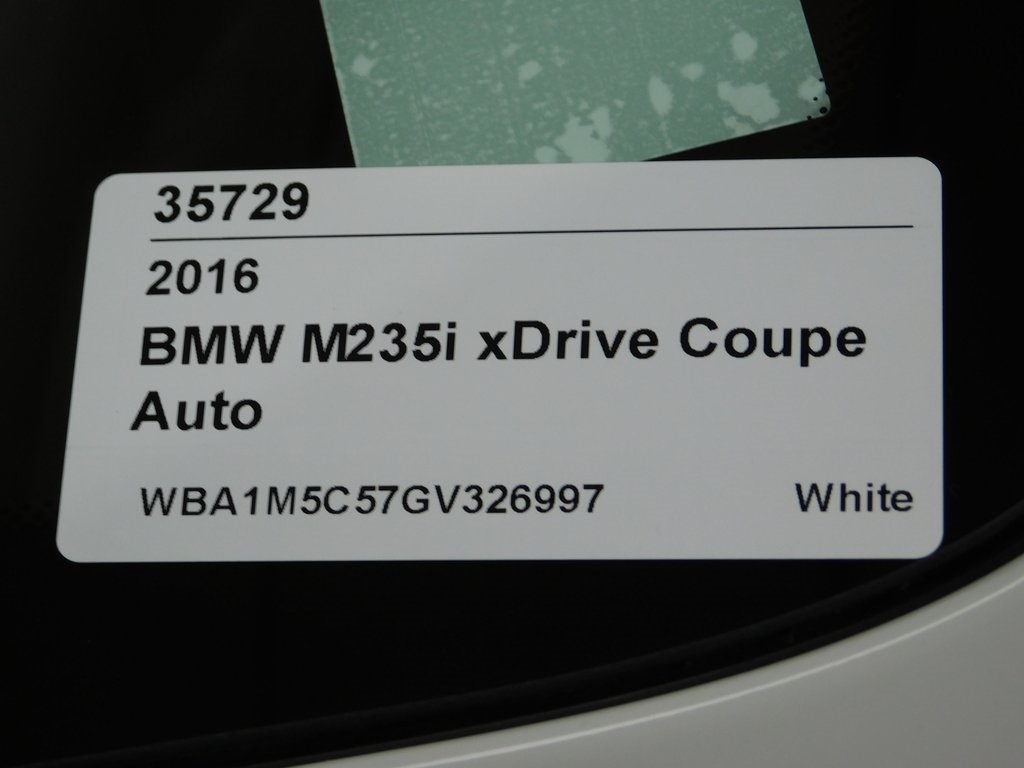 35729
2016
BMW M235i xDrive Coupe
Auto
WBA1M5C57GV326997 White